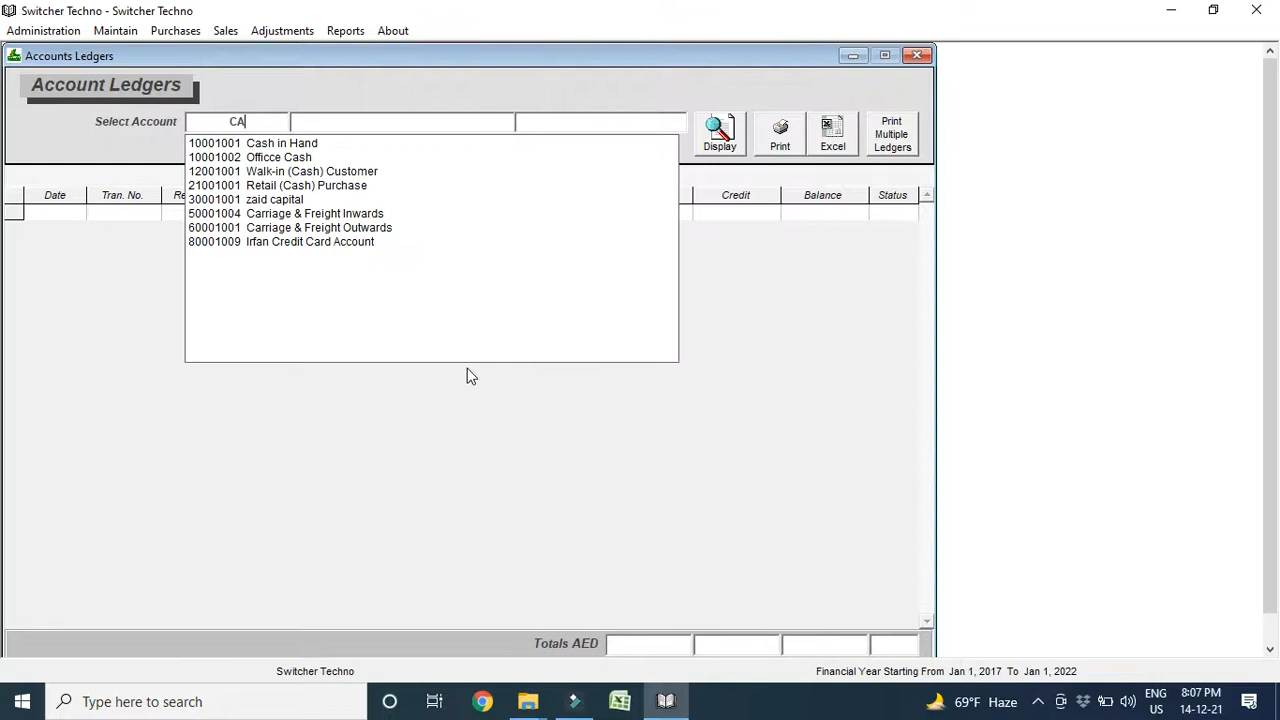 Switcher Techno - Switcher Techno
Administration Maintain Purchases Sales Adjustments Reports About
Accounts Ledgers
Account Ledgers
Select Account CA
Display Print Excel Print Multiple Ledgers
10001001 Cash in Hand
10001002 Officce Cash
12001001 Walk-in (Cash) Customer
21001001 Retail (Cash) Purchase
30001001 zaid capital
50001004 Carriage & Freight Inwards
60001001 Carriage & Freight Outwards
80001009 Irfan Credit Card Account
Date Tran. No. Credit Balance Status
Totals AED
Switcher Techno Financial Year Starting From Jan 1, 2017 To Jan 1, 2022
Type here to search 69°F Haze ENG US 8:07 PM 14-12-21